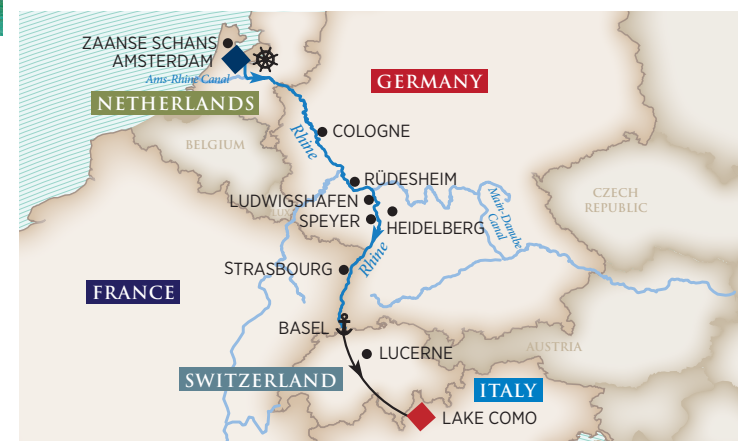 ZAANSE SCHANS
AMSTERDAM
Ams-Rhine Canal
GERMANY
NETHERLANDS
Rhine
COLOGNE
BELGIUM
RÜDESHEIM
LUDWIGSHAFEN
LUX
SPEYER
HEIDELBERG
Main-Danube
Canal
CZECH
REPUBLIC
Rhine
STRASBOURG
FRANCE
BASEL
LUCERNE
AUSTRIA
SWITZERLAND
ITALY
LAKE COMO